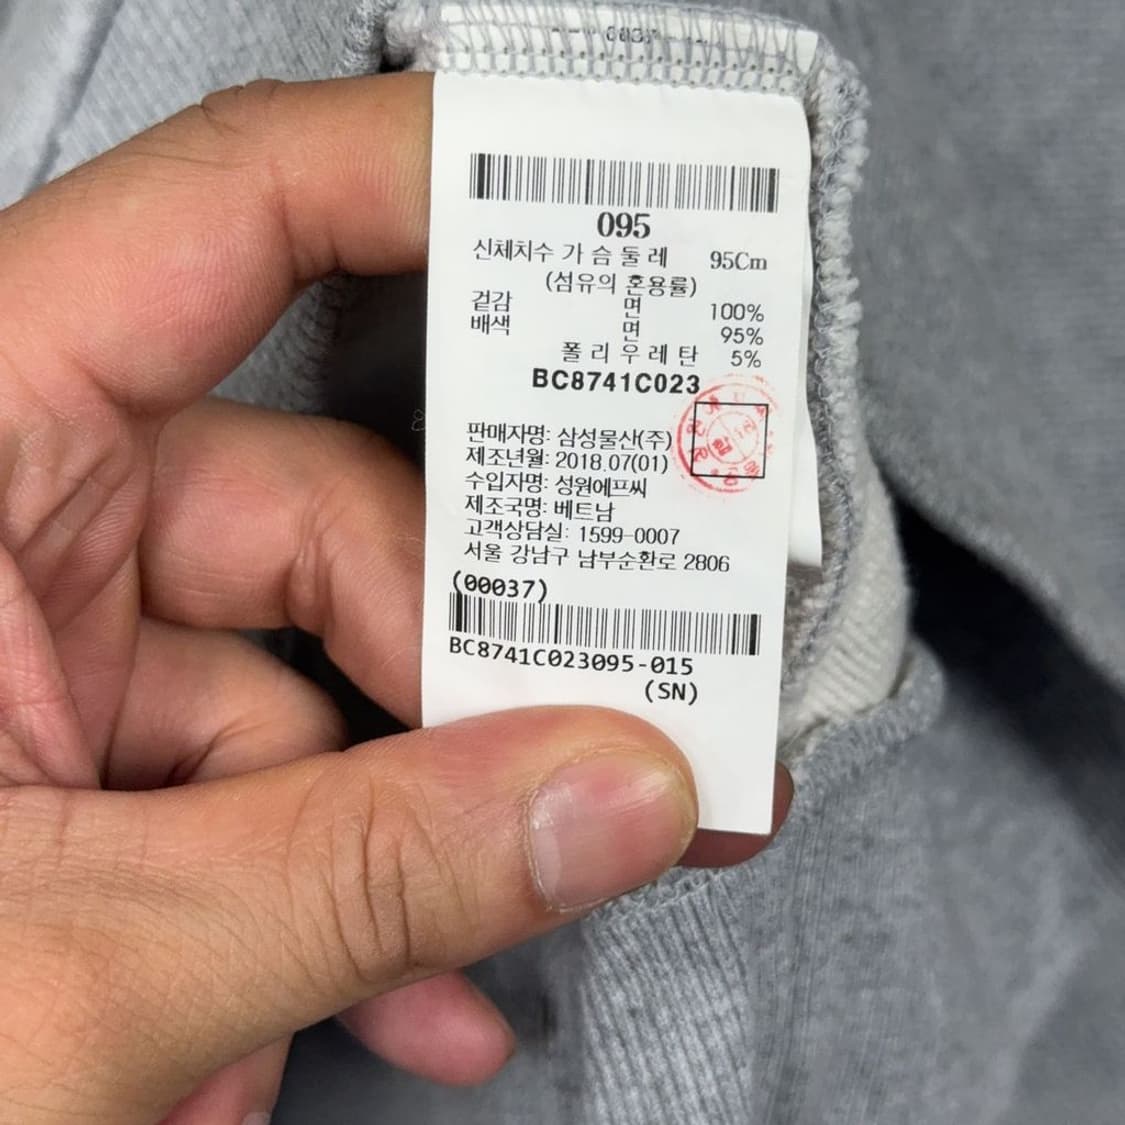 095
신체치수 가 슴 둘 레 95Cm
(섬유의 혼용률)
겉감 면 100%
배색 면 95%
폴 리 우 레 탄 5%
BC8741C023
판매자명: 삼성물산(주)
제조년월: 2018.07(01)
수입자명: 성원에프씨
제조국명: 베트남
고객상담실: 1599-0007
서울 강남구 남부순환로 2806
(00037)
BC8741C023095-015
(SN)